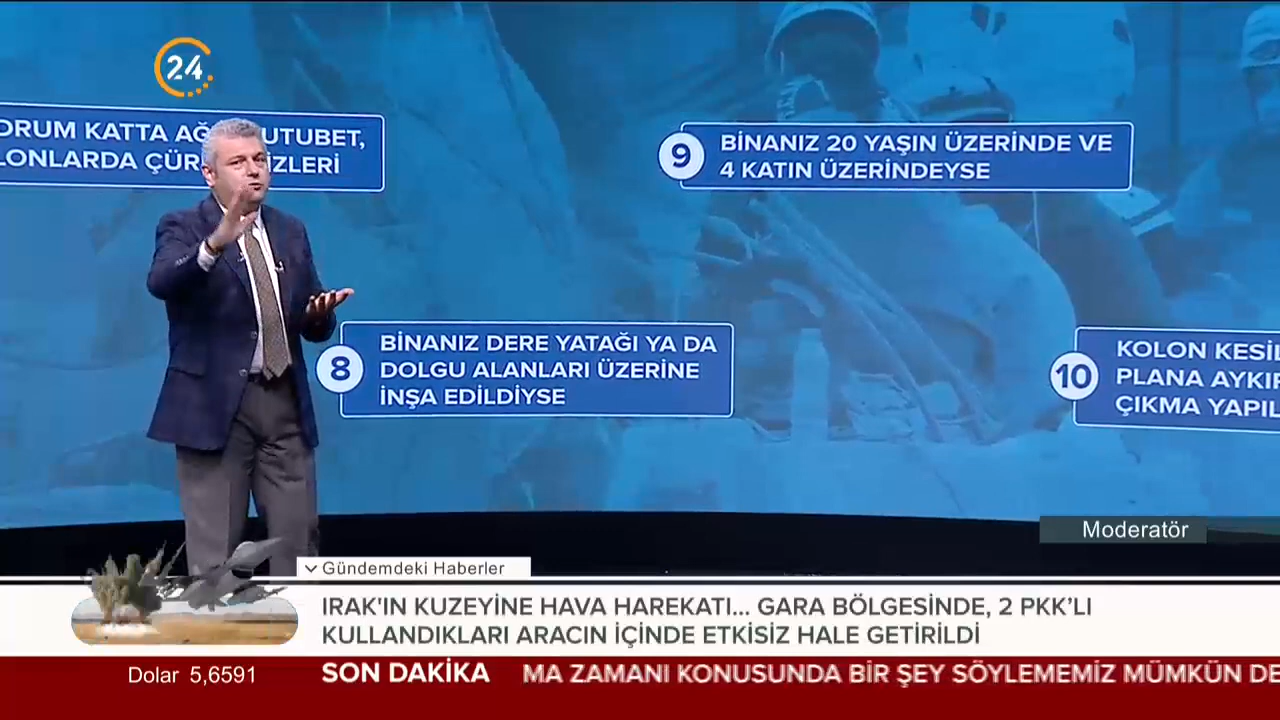 24
ORUM KATTA AĞ UTUBET,
LONLARDA ÇÜR İZLERİ
9
BİNANIZ 20 YAŞIN ÜZERİNDE VE
4 KATIN ÜZERİNDEYSE
8
BİNANIZ DERE YATAĞI YA DA
DOLGU ALANLARI ÜZERİNE
İNŞA EDİLDİYSE
10
KOLON KESİL
PLANA AYKIR
ÇIKMA YAPIL
Moderatör
Gündemdeki Haberler
IRAK'IN KUZEYİNE HAVA HAREKATI... GARA BÖLGESİNDE, 2 PKK’LI
KULLANDIKLARI ARACIN İÇİNDE ETKİSİZ HALE GETİRİLDİ
Dolar 5,6591
SON DAKİKA MA ZAMANI KONUSUNDA BİR ŞEY SÖYLEMEMİZ MÜMKÜN DE